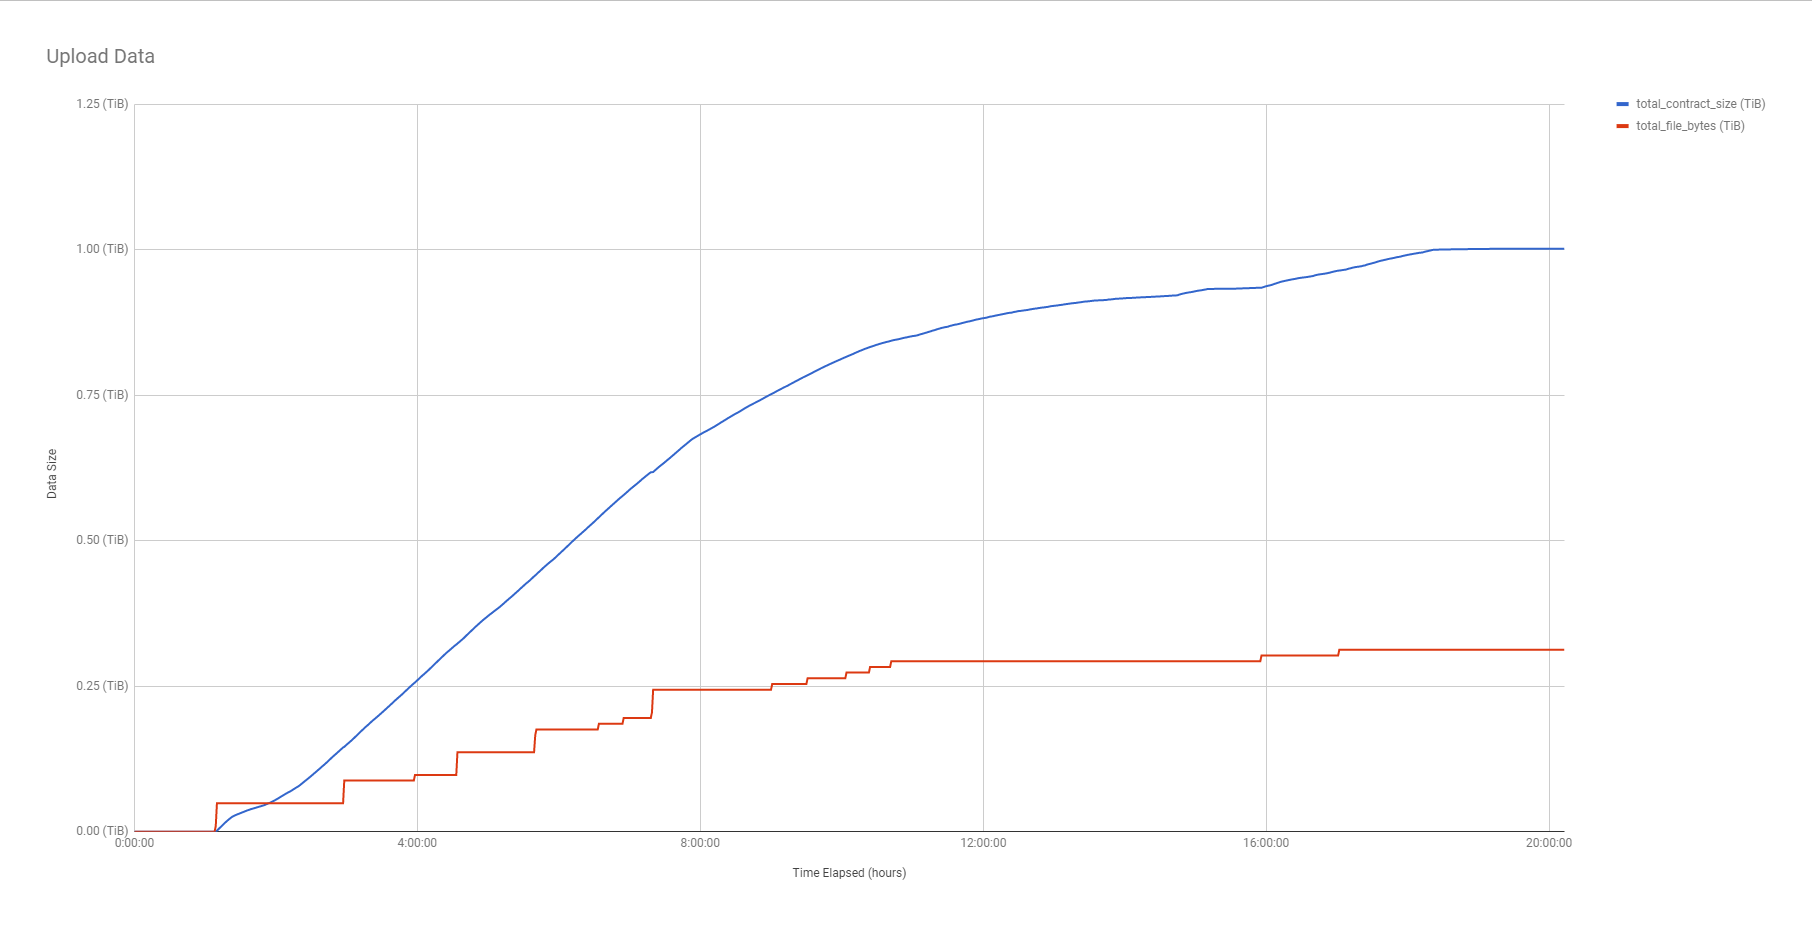 Upload Data
1.25 (TiB)
1.00 (TiB)
0.75 (TiB)
0.50 (TiB)
0.25 (TiB)
0.00 (TiB)
Data Size
0:00:00
4:00:00
8:00:00
12:00:00
16:00:00
20:00:00
Time Elapsed (hours)
total_contract_size (TiB)
total_file_bytes (TiB)